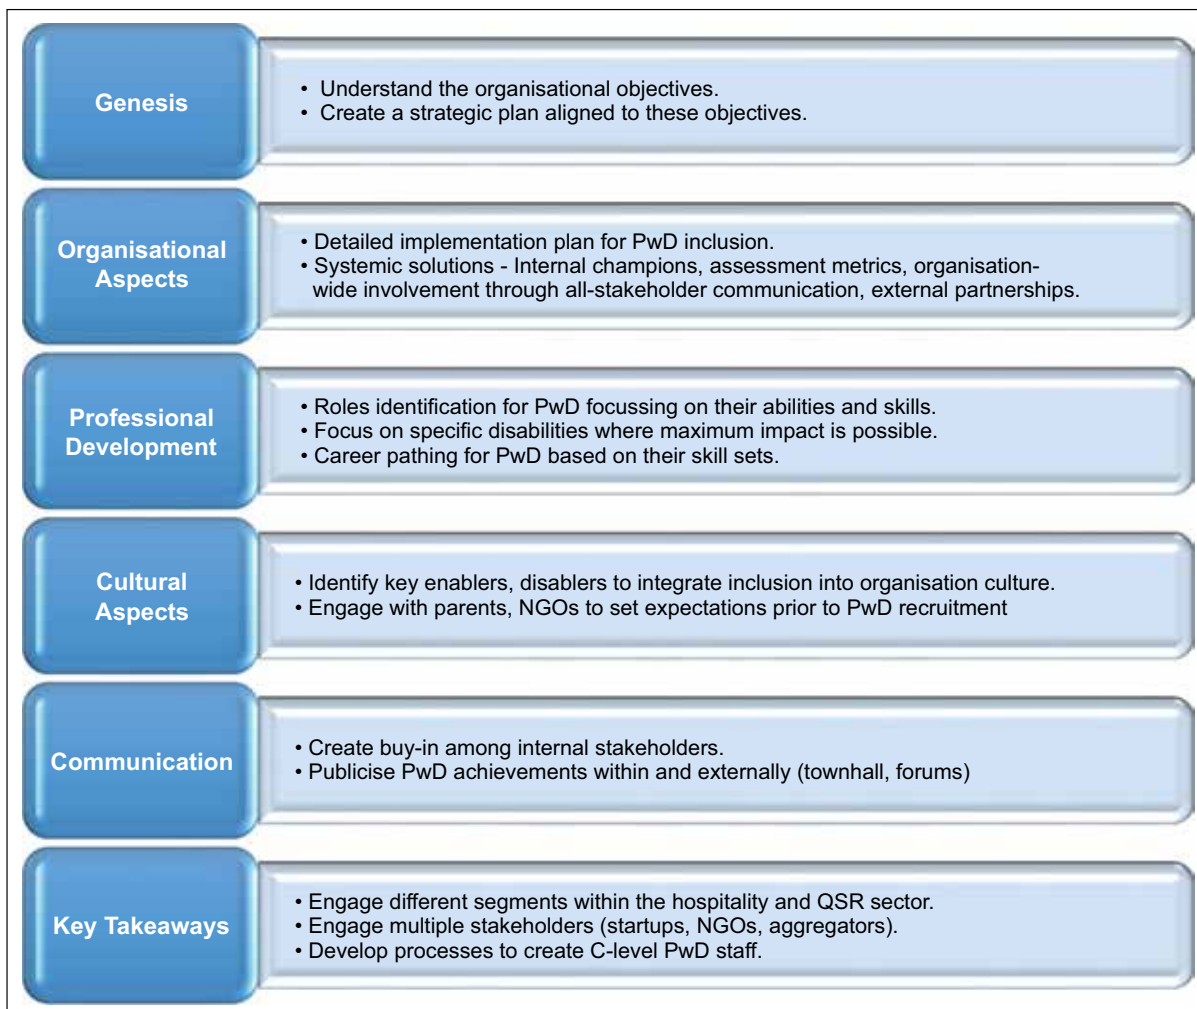 Genesis
• Understand the organisational objectives.
• Create a strategic plan aligned to these objectives.
Organisational
Aspects
• Detailed implementation plan for PwD inclusion.
• Systemic solutions - Internal champions, assessment metrics, organisation-
wide involvement through all-stakeholder communication, external partnerships.
Professional
Development
• Roles identification for PwD focussing on their abilities and skills.
• Focus on specific disabilities where maximum impact is possible.
• Career pathing for PwD based on their skill sets.
Cultural
Aspects
• Identify key enablers, disablers to integrate inclusion into organisation culture.
• Engage with parents, NGOs to set expectations prior to PwD recruitment
Communication
• Create buy-in among internal stakeholders.
• Publicise PwD achievements within and externally (townhall, forums)
Key Takeaways
• Engage different segments within the hospitality and QSR sector.
• Engage multiple stakeholders (startups, NGOs, aggregators).
• Develop processes to create C-level PwD staff.